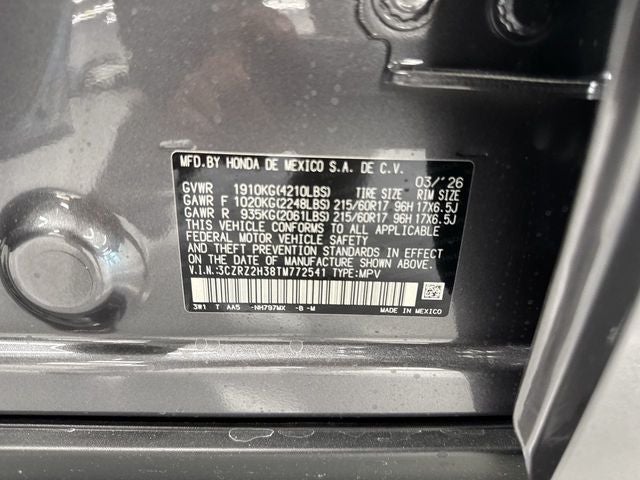 MFD.BY HONDA DE MEXICO S.A. DE C.V.
03/'26
GVWR 1910KG(4210LBS) TIRE SIZE RIM SIZE
GAWR F 1020KG(2248LBS) 215/60R17 96H 17X6.5J
GAWR R 935KG(2061LBS) 215/60R17 96H 17X6.5J
THIS VEHICLE CONFORMS TO ALL APPLICABLE
FEDERAL MOTOR VEHICLE SAFETY
AND THEFT PREVENTION STANDARDS IN EFFECT
ON THE DATE OF MANUFACTURE SHOWN ABOVE.
V.I.N.:3CZRZ2H38TM772541 TYPE:MPV
3W1 T AA5 -NH797MX -B -M MADE IN MEXICO